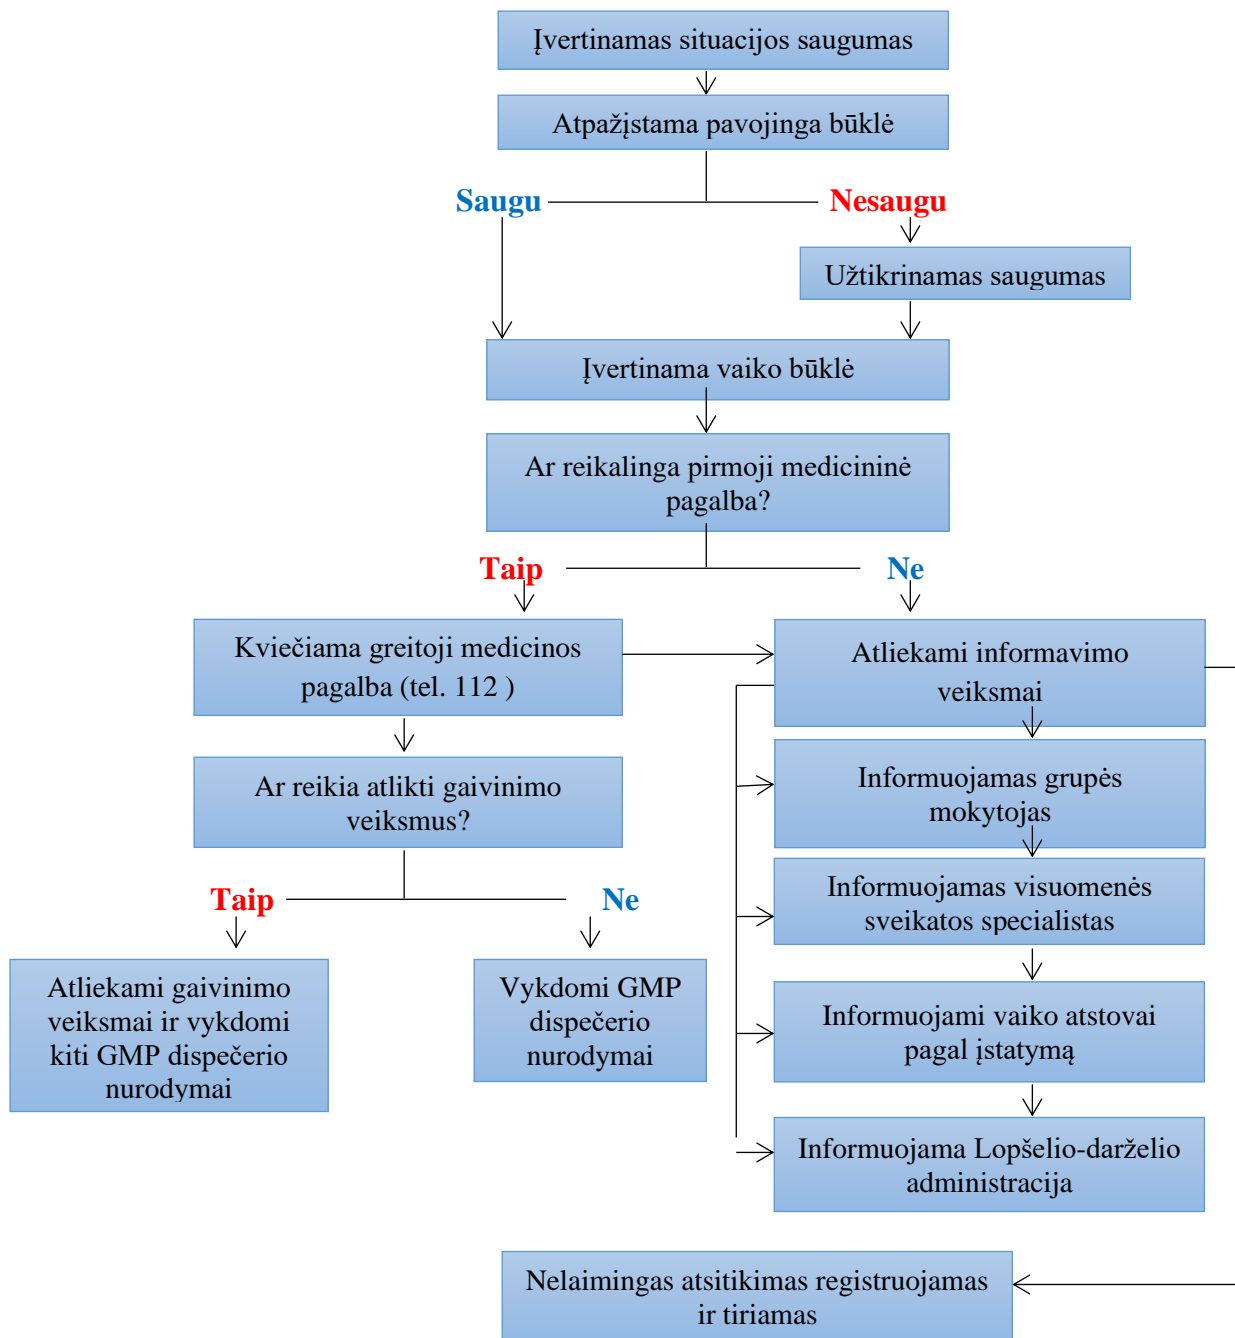 Įvertinamas situacijos saugumas
Atpažįstama pavojinga būklė
Saugu
Nesaugu
Užtikrinamas saugumas
Įvertinama vaiko būklė
Ar reikalinga pirmoji medicininė
pagalba?
Taip
Ne
Kviečiama greitoji medicinos
pagalba (tel. 112 )
Atliekami informavimo
veiksmai
Ar reikia atlikti gaivinimo
veiksmus?
Informuojamas grupės
mokytojas
Taip
Ne
Informuojamas visuomenės
sveikatos specialistas
Atliekami gaivinimo
veiksmai ir vykdomi
kiti GMP dispečerio
nurodymai
Vykdomi GMP
dispečerio
nurodymai
Informuojami vaiko atstovai
pagal įstatymą
Informuojama Lopšelio-darželio
administracija
Nelaimingas atsitikimas registruojamas
ir tiriamas